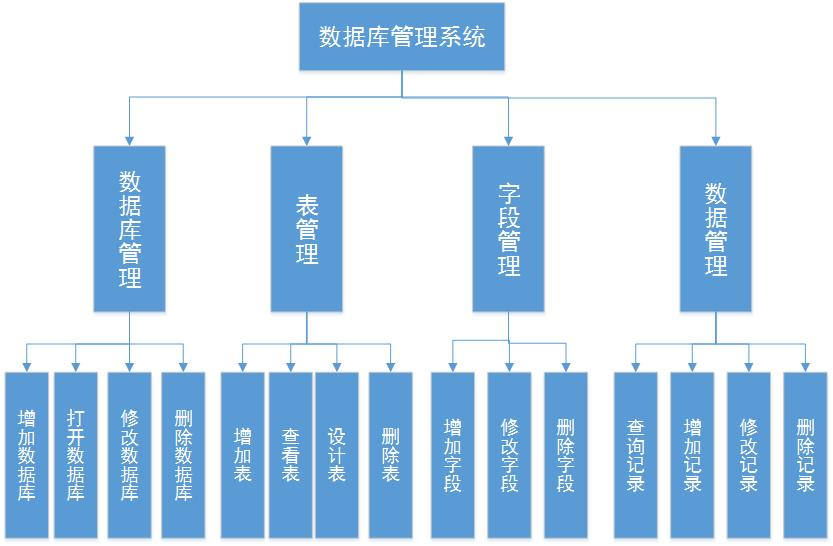 数据库管理系统
数据库管理
表管理
字段管理
数据管理
增加数据库
打开数据库
修改数据库
删除数据库
增加表
查看表
设计表
删除表
增加字段
修改字段
删除字段
查询记录
增加记录
修改记录
删除记录